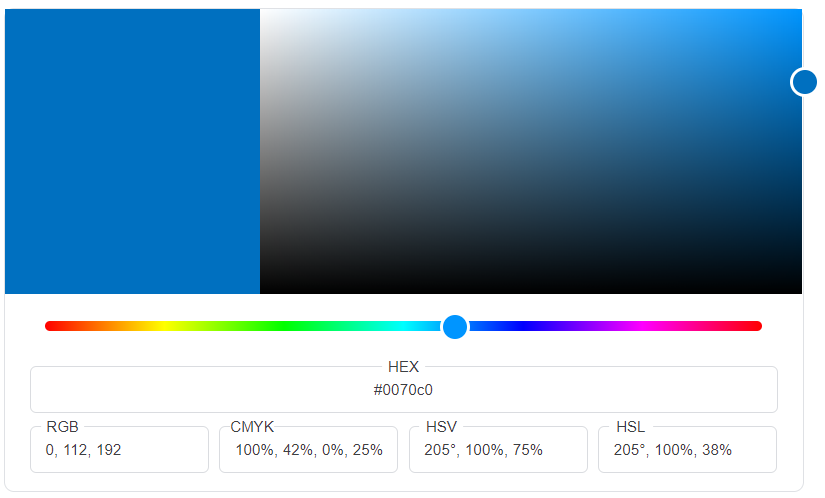 HEX
#0070c0
RGB
0, 112, 192
CMYK
100%, 42%, 0%, 25%
HSV
205°, 100%, 75%
HSL
205°, 100%, 38%